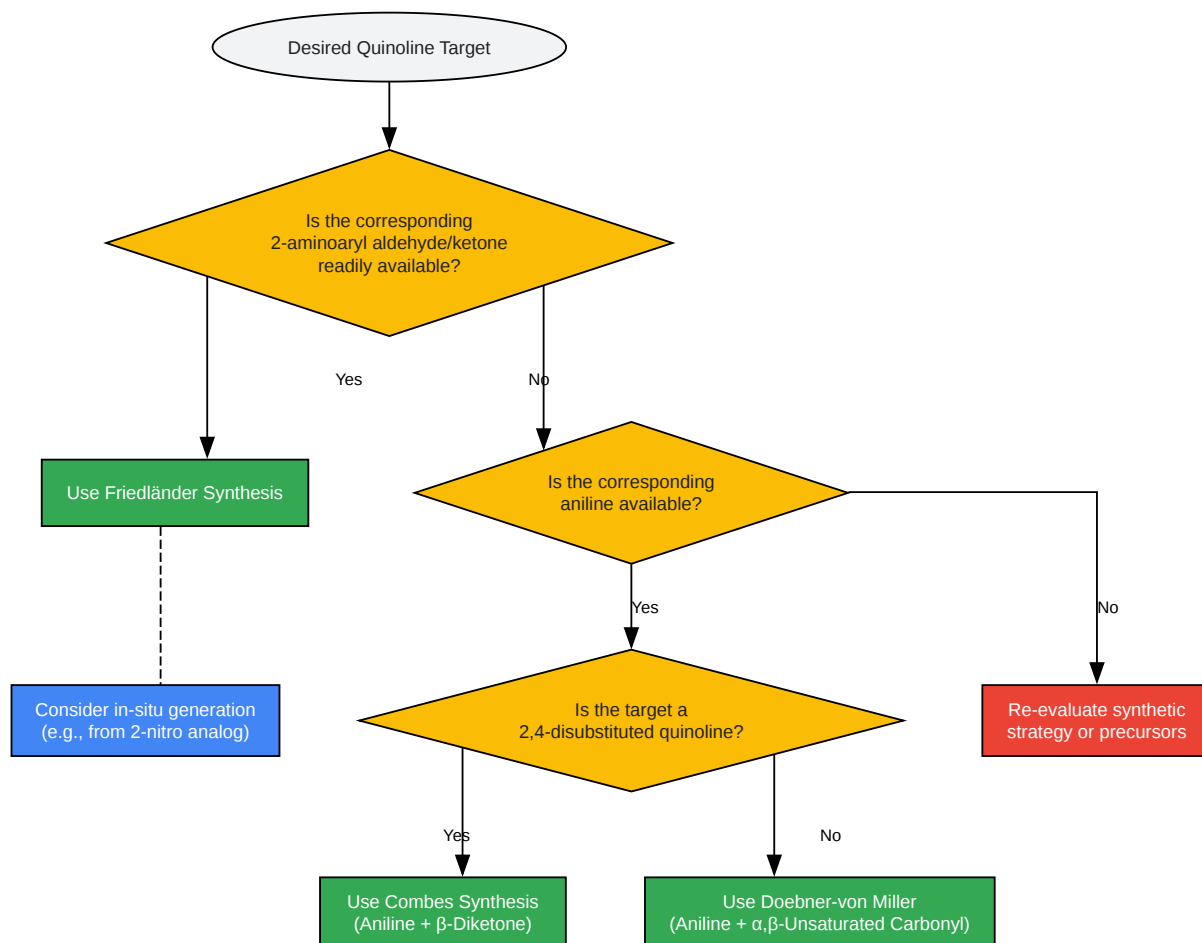 Desired Quinoline Target
Is the corresponding
2-aminoaryl aldehyde/ketone
readily available?
Yes
No
Use Friedländer Synthesis
Is the corresponding
aniline available?
Yes
No
Consider in-situ generation
(e.g., from 2-nitro analog)
Is the target a
2,4-disubstituted quinoline?
Re-evaluate synthetic
strategy or precursors
Yes
No
Use Combes Synthesis
(Aniline + β-Diketone)
Use Doebner-von Miller
(Aniline + α,β-Unsaturated Carbonyl)